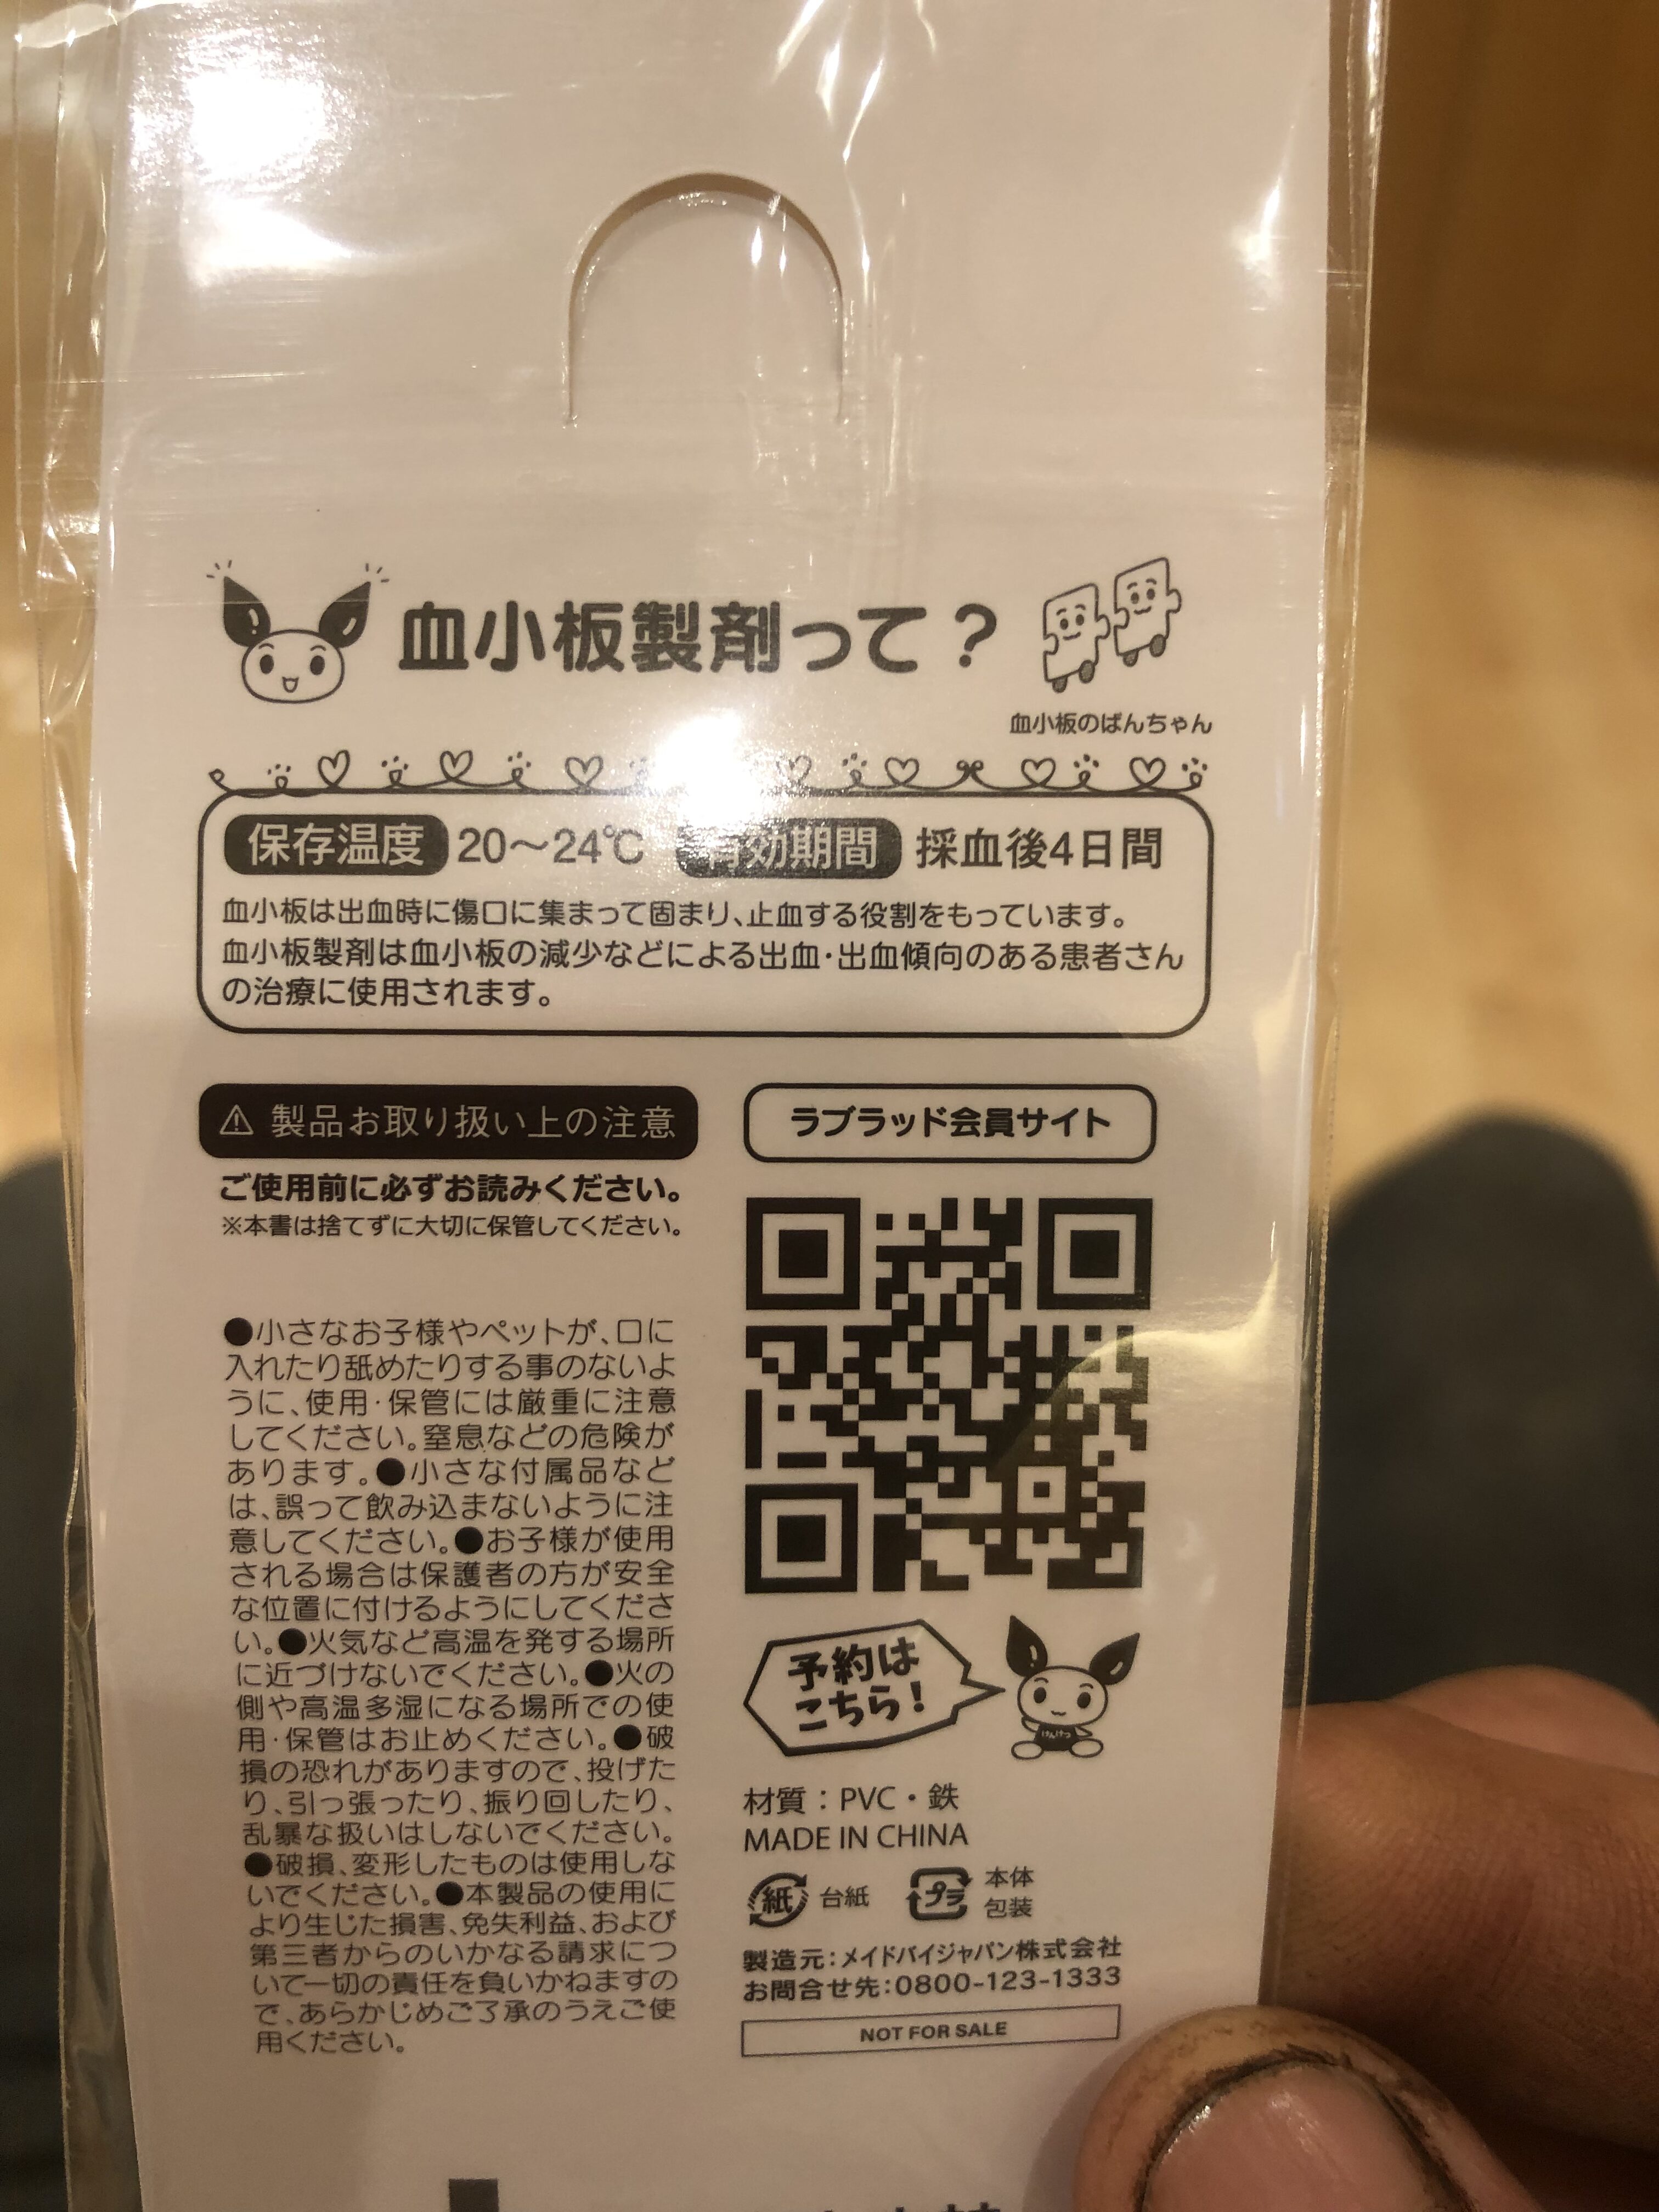 血小板製剤って？
血小板のばんちゃん
保存温度 20～24℃ 有効期間 採血後4日間
血小板は出血時に傷口に集まって固まり、止血する役割をもっています。
血小板製剤は血小板の減少などによる出血・出血傾向のある患者さん
の治療に使用されます。
⚠ 製品お取り扱い上の注意
ご使用前に必ずお読みください。
※本書は捨てずに大切に保管してください。
●小さなお子様やペットが、口に
入れたり舐めたりする事のないよ
うに、使用・保管には厳重に注意
してください。窒息などの危険が
あります。●小さな付属品など
は、誤って飲み込まないように注
意してください。●お子様が使用
される場合は保護者の方が安全
な位置に付けるようにしてくださ
い。●火気など高温を発する場所
に近づけないでください。●火の
側や高温多湿になる場所での使
用・保管はお止めください。●破
損の恐れがありますので、投げた
り、引っ張ったり、振り回したり、
乱暴な扱いはしないでください。
●破損、変形したものは使用しな
いでください。●本製品の使用に
より生じた損害、免失利益、および
第三者からのいかなる請求につ
いて一切の責任を負いかねますの
で、あらかじめご了承のうえご使
用ください。
ラブラッド会員サイト
予約は
こちら！
けんけつ
材質：PVC・鉄
MADE IN CHINA
紙 台紙 プラ 本体
包装
製造元：メイドバイジャパン株式会社
お問合せ先：0800-123-1333
NOT FOR SALE